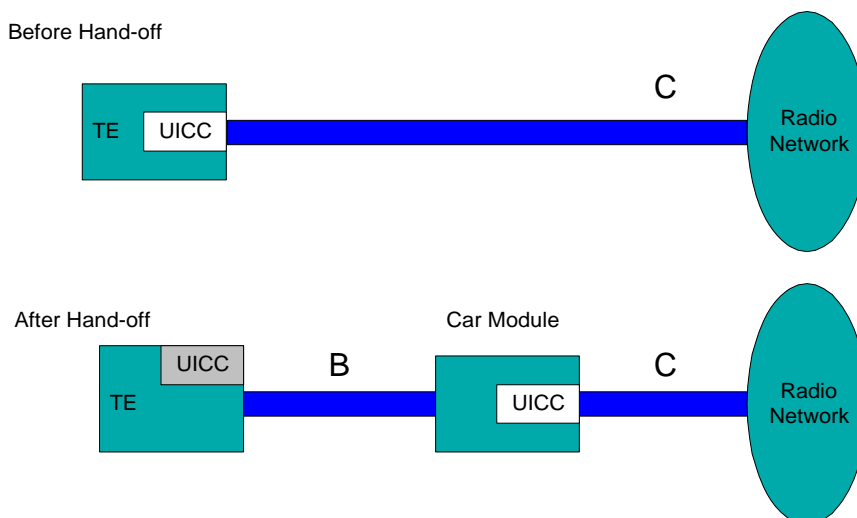 Before Hand-off
C
TE
UICC
Radio
Network
After Hand-off
Car Module
UICC
B
C
TE
UICC
Radio
Network